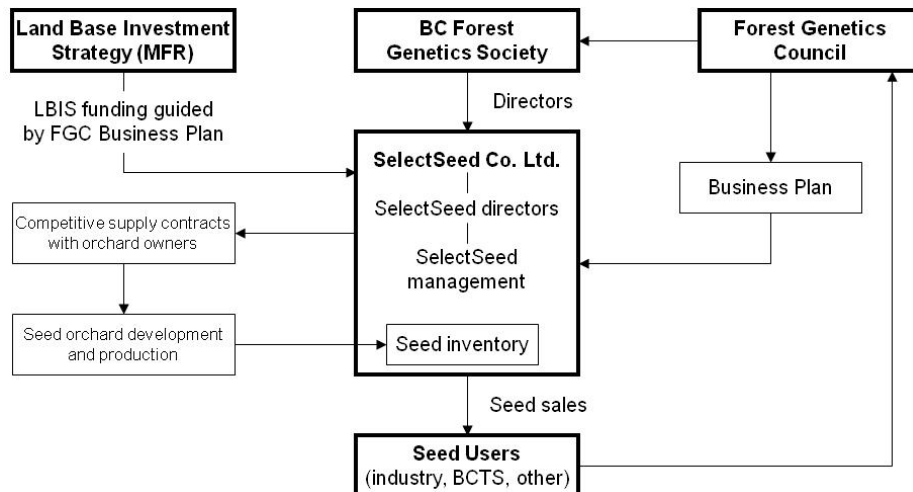 Land Base Investment
Strategy (MFR)
BC Forest
Genetics Society
Forest Genetics
Council
LBIS funding guided
by FGC Business Plan
Directors
SelectSeed Co. Ltd.
SelectSeed directors
SelectSeed
management
Business Plan
Competitive supply contracts
with orchard owners
Seed orchard development
and production
Seed inventory
Seed sales
Seed Users
(industry, BCTS, other)